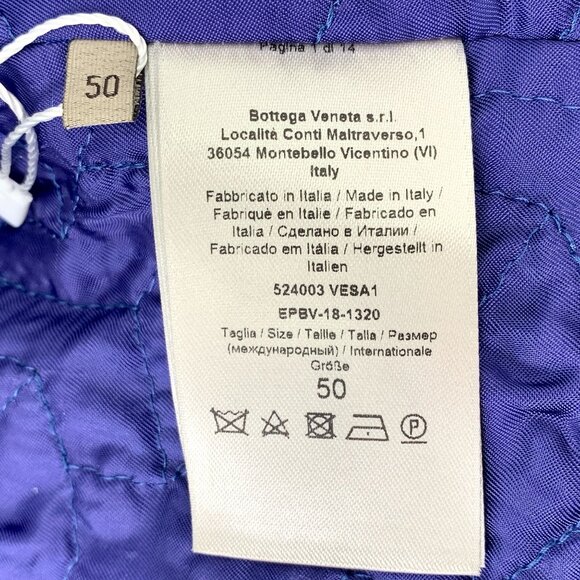 50
Pagina 1 di 14
Bottega Veneta s.r.l.
Località Conti Maltraverso,1
36054 Montebello Vicentino (VI)
Italy
Fabbricato in Italia / Made in Italy /
Fabriqué en Italie / Fabricado en
Italia / Сделано в Италии /
Fabricado em Itália / Hergestellt in
Italien
524003 VESA1
EPBV-18-1320
Taglia / Size / Taille / Talla / Размер
(международный) / Internationale
Größe
50
P